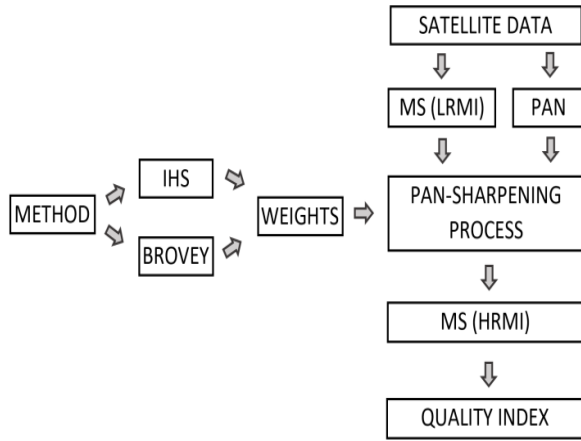 SATELLITE DATA
MS (LRMI)
PAN
IHS
METHOD
WEIGHTS
BROVEY
PAN-SHARPENING
PROCESS
MS (HRMI)
QUALITY INDEX